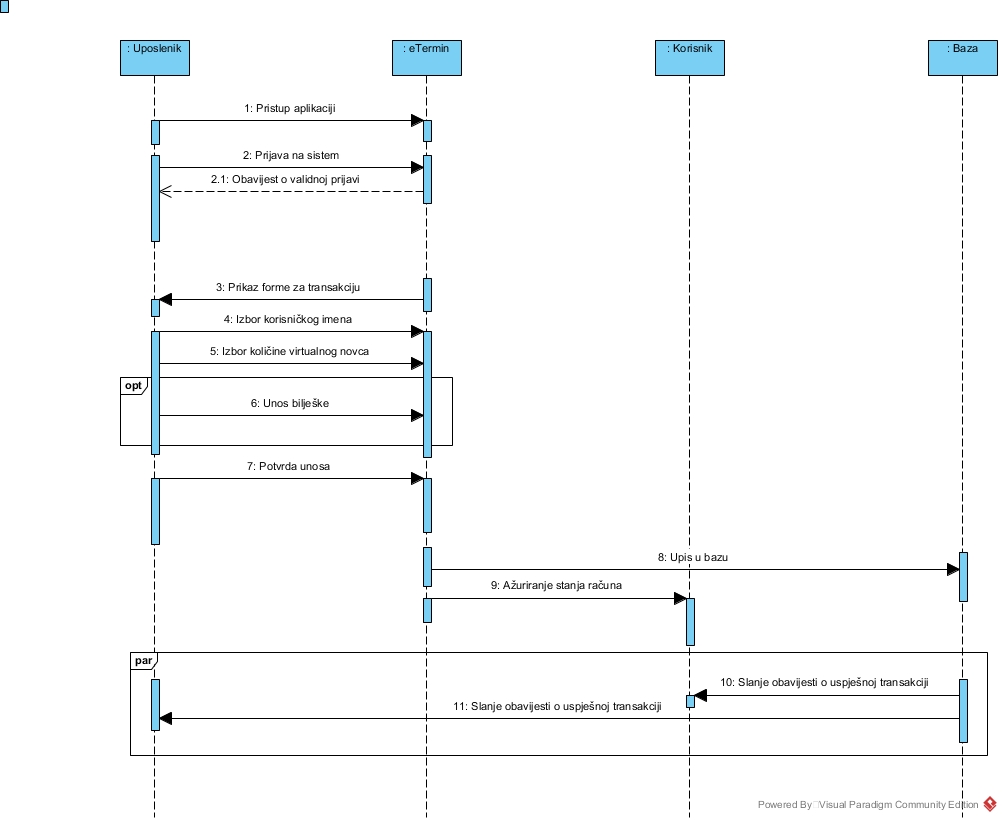 : Uposlenik
: eTermin
: Korisnik
: Baza
1: Pristup aplikaciji
2: Prijava na sistem
2.1: Obavijest o validnoj prijavi
3: Prikaz forme za transakciju
4: Izbor korisničkog imena
5: Izbor količine virtualnog novca
opt
6: Unos bilješke
7: Potvrda unosa
8: Upis u bazu
9: Ažuriranje stanja računa
par
10: Slanje obavijesti o uspješnoj transakciji
11: Slanje obavijesti o uspješnoj transakciji
Powered By Visual Paradigm Community Edition